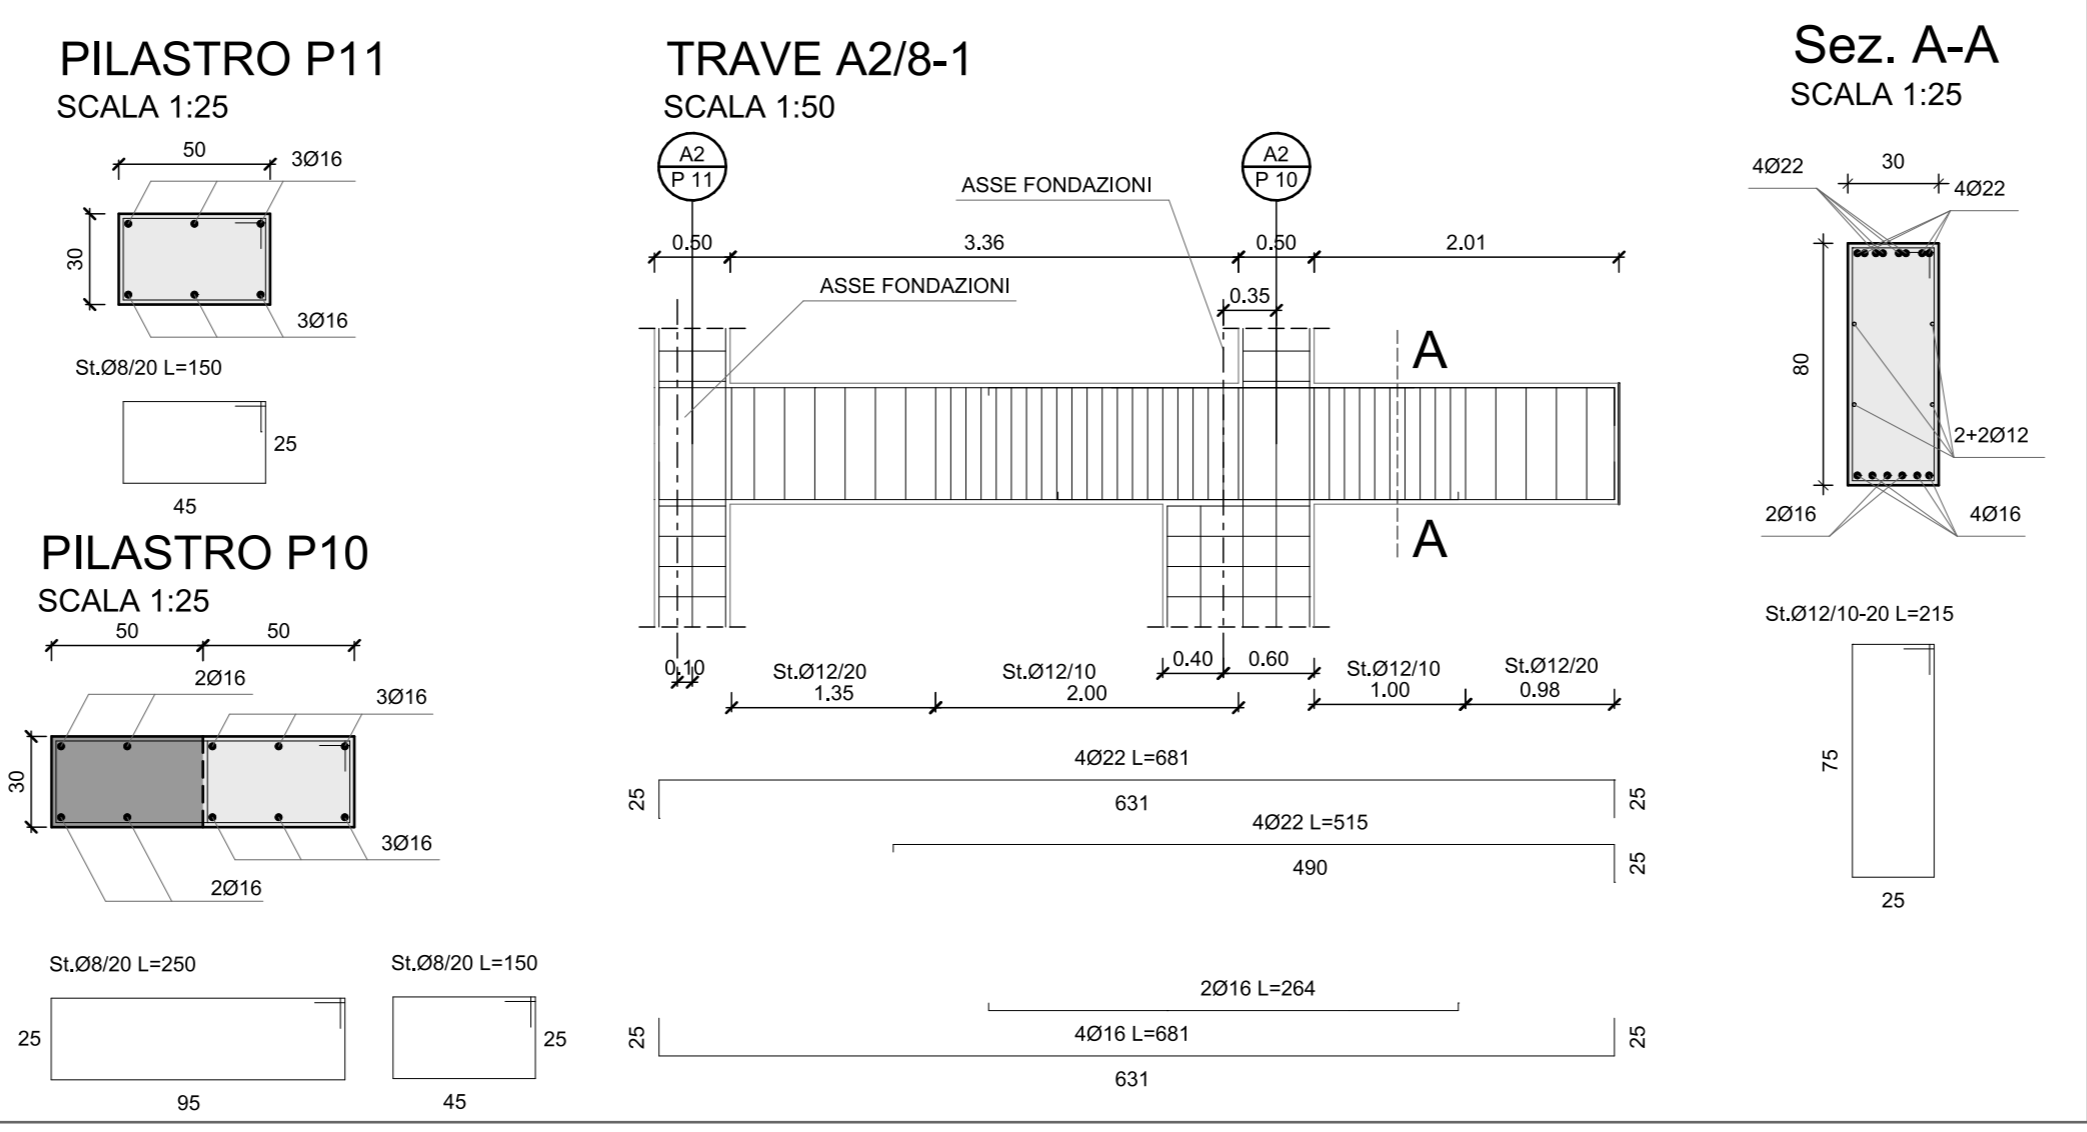 PILASTRO P11
SCALA 1:25
50
3Ø16
30
3Ø16
St.Ø8/20 L=150
25
45
PILASTRO P10
SCALA 1:25
50
50
2Ø16
3Ø16
30
3Ø16
2Ø16
St.Ø8/20 L=250
25
95
St.Ø8/20 L=150
25
45
TRAVE A2/8-1
SCALA 1:50
A2
P 11
A2
P 10
ASSE FONDAZIONI
0.50
3.36
0.50
2.01
ASSE FONDAZIONI
0.35
A
A
0.10
St.Ø12/20
1.35
St.Ø12/10
2.00
0.40
0.60
St.Ø12/10
1.00
St.Ø12/20
0.98
4Ø22 L=681
25
631
25
4Ø22 L=515
490
25
2Ø16 L=264
25
4Ø16 L=681
25
631
Sez. A-A
SCALA 1:25
4Ø22
30
4Ø22
80
2+2Ø12
2Ø16
4Ø16
St.Ø12/10-20 L=215
75
25